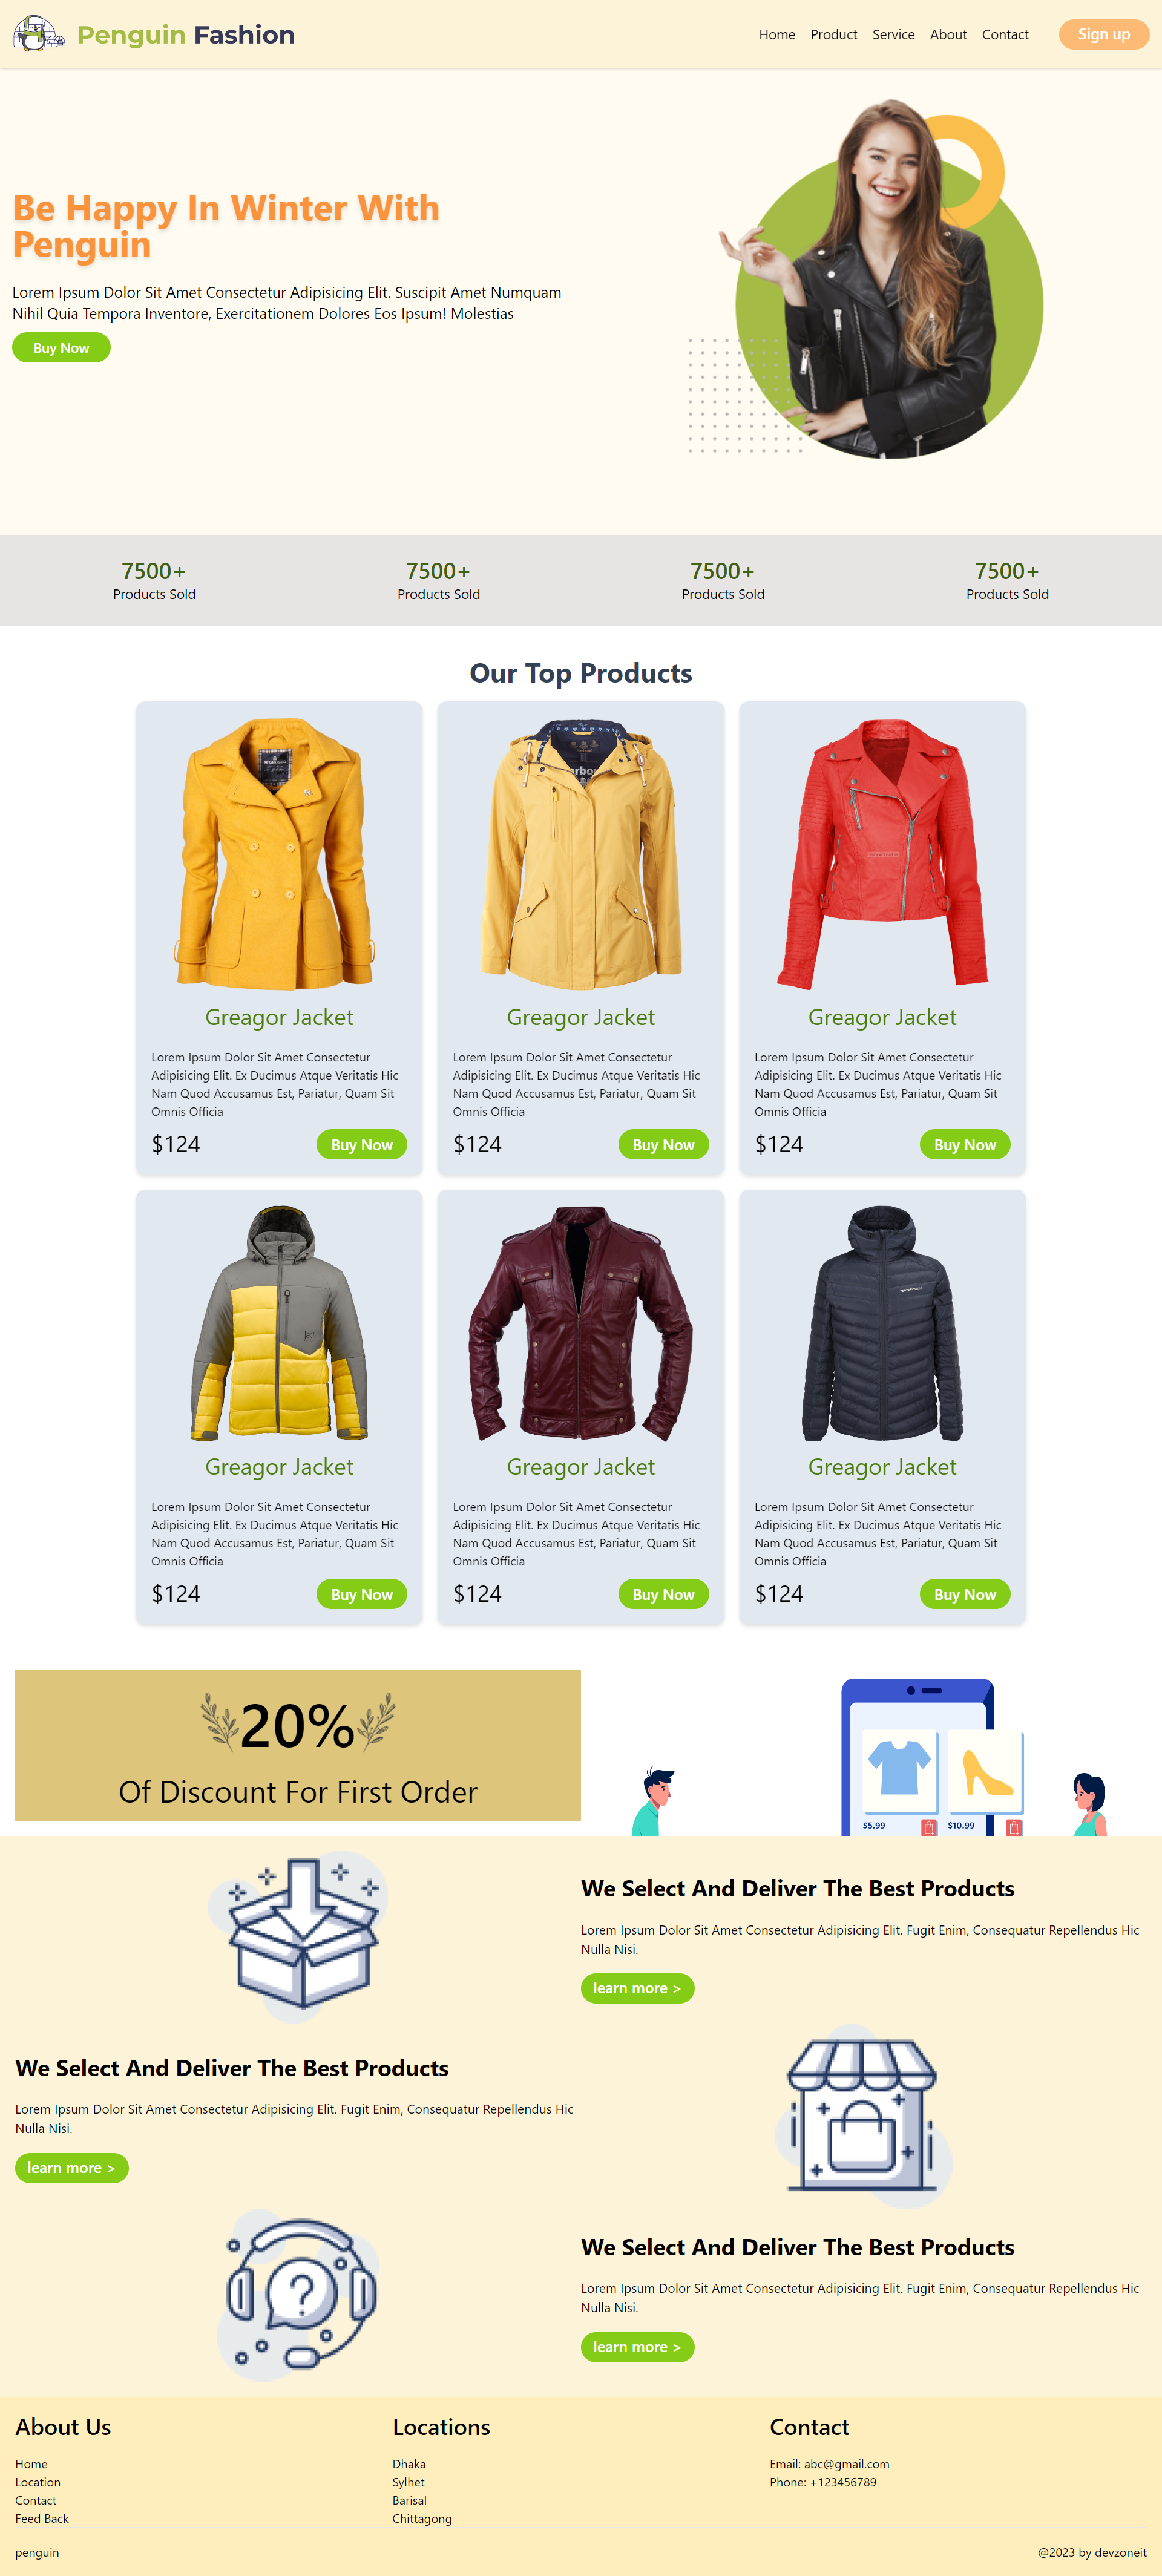 Penguin Fashion
Home Product Service About Contact Sign up
Be Happy In Winter With
Penguin
Lorem Ipsum Dolor Sit Amet Consectetur Adipisicing Elit. Suscipit Amet Numquam
Nihil Quia Tempora Inventore, Exercitationem Dolores Eos Ipsum! Molestias
Buy Now
7500+ 7500+ 7500+ 7500+
Products Sold Products Sold Products Sold Products Sold
Our Top Products
Greagor Jacket
Lorem Ipsum Dolor Sit Amet Consectetur
Adipisicing Elit. Ex Ducimus Atque Veritatis Hic
Nam Quod Accusamus Est, Pariatur, Quam Sit
Omnis Officia
$124 Buy Now
Greagor Jacket
Lorem Ipsum Dolor Sit Amet Consectetur
Adipisicing Elit. Ex Ducimus Atque Veritatis Hic
Nam Quod Accusamus Est, Pariatur, Quam Sit
Omnis Officia
$124 Buy Now
Greagor Jacket
Lorem Ipsum Dolor Sit Amet Consectetur
Adipisicing Elit. Ex Ducimus Atque Veritatis Hic
Nam Quod Accusamus Est, Pariatur, Quam Sit
Omnis Officia
$124 Buy Now
Greagor Jacket
Lorem Ipsum Dolor Sit Amet Consectetur
Adipisicing Elit. Ex Ducimus Atque Veritatis Hic
Nam Quod Accusamus Est, Pariatur, Quam Sit
Omnis Officia
$124 Buy Now
Greagor Jacket
Lorem Ipsum Dolor Sit Amet Consectetur
Adipisicing Elit. Ex Ducimus Atque Veritatis Hic
Nam Quod Accusamus Est, Pariatur, Quam Sit
Omnis Officia
$124 Buy Now
Greagor Jacket
Lorem Ipsum Dolor Sit Amet Consectetur
Adipisicing Elit. Ex Ducimus Atque Veritatis Hic
Nam Quod Accusamus Est, Pariatur, Quam Sit
Omnis Officia
$124 Buy Now
20%
Of Discount For First Order
$5.99 $10.99
We Select And Deliver The Best Products
Lorem Ipsum Dolor Sit Amet Consectetur Adipisicing Elit. Fugit Enim, Consequatur Repellendus Hic
Nulla Nisi.
learn more >
We Select And Deliver The Best Products
Lorem Ipsum Dolor Sit Amet Consectetur Adipisicing Elit. Fugit Enim, Consequatur Repellendus Hic
Nulla Nisi.
learn more >
We Select And Deliver The Best Products
Lorem Ipsum Dolor Sit Amet Consectetur Adipisicing Elit. Fugit Enim, Consequatur Repellendus Hic
Nulla Nisi.
learn more >
About Us
Home
Location
Contact
Feed Back
Locations
Dhaka
Sylhet
Barisal
Chittagong
Contact
Email: abc@gmail.com
Phone: +123456789
penguin
@2023 by devzoneit